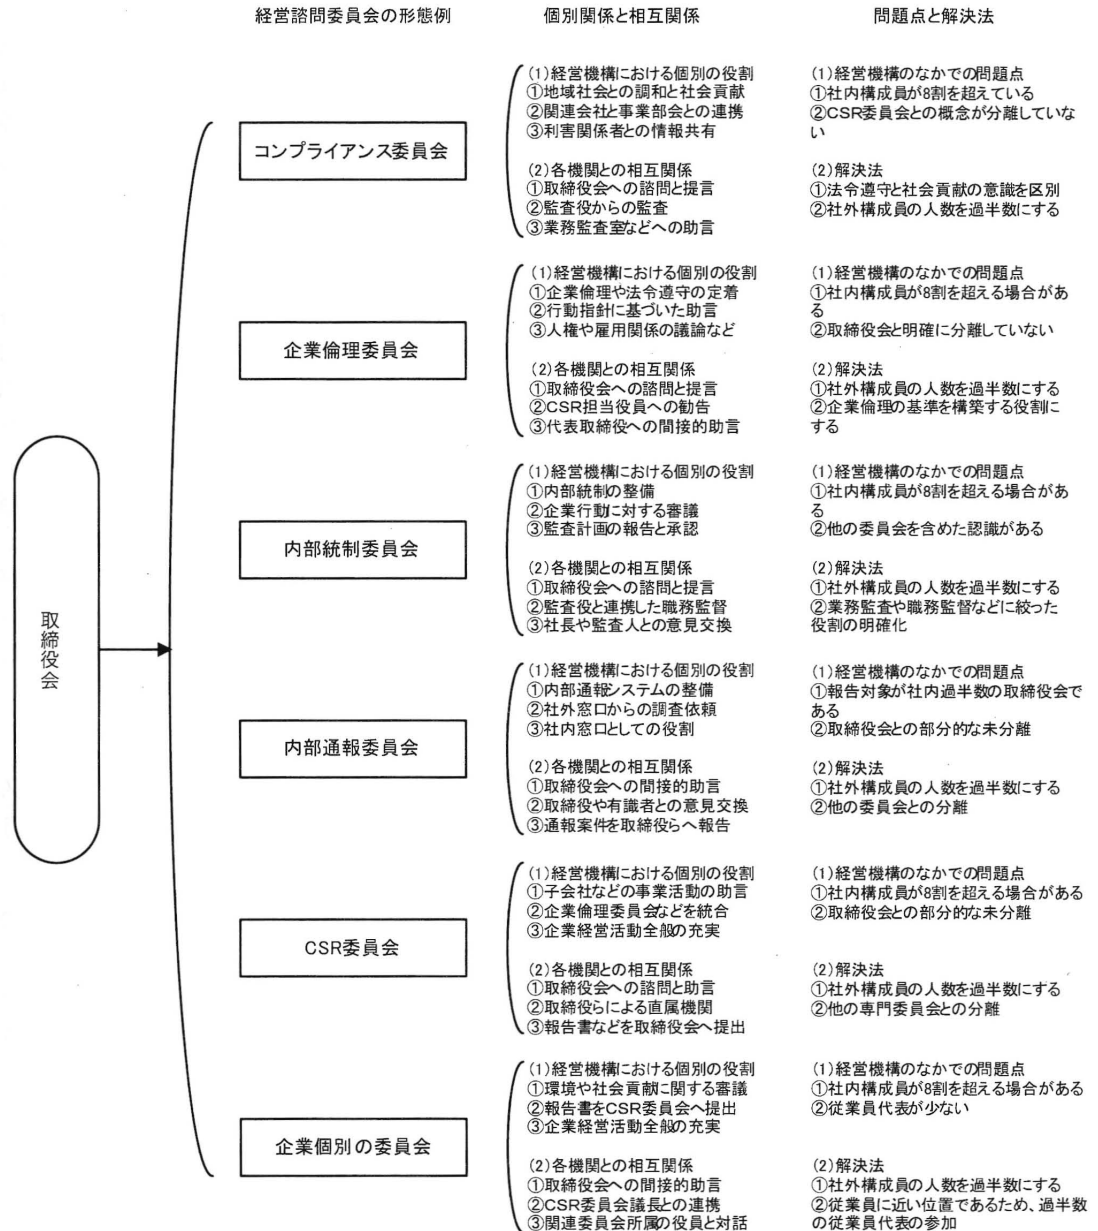 経営諮問委員会の形態例
個別関係と相互関係
問題点と解決法
取締役会
コンプライアンス委員会
(1)経営機構における個別の役割
①地域社会との調和と社会貢献
②関連会社と事業部会との連携
③利害関係者との情報共有
(2)各機関との相互関係
①取締役会への諮問と提言
②監査役からの監査
③業務監査室などへの助言
(1)経営機構のなかでの問題点
①社内構成員が8割を超えている
②CSR委員会との概念が分離していな
い
(2)解決法
①法令遵守と社会貢献の意識を区別
②社外構成員の人数を過半数にする
企業倫理委員会
(1)経営機構における個別の役割
①企業倫理や法令遵守の定着
②行動指針に基づいた助言
③人権や雇用関係の議論など
(2)各機関との相互関係
①取締役会への諮問と提言
②CSR担当役員への勧告
③代表取締役への間接的助言
(1)経営機構のなかでの問題点
①社内構成員が8割を超える場合があ
る
②取締役会と明確に分離していない
(2)解決法
①社外構成員の人数を過半数にする
②企業倫理の基準を構築する役割に
する
内部統制委員会
(1)経営機構における個別の役割
①内部統制の整備
②企業行動に対する審議
③監査計画の報告と承認
(2)各機関との相互関係
①取締役会への諮問と提言
②監査役と連携した職務監督
③社長や監査人との意見交換
(1)経営機構のなかでの問題点
①社内構成員が8割を超える場合があ
る
②他の委員会を含めた認識がある
(2)解決法
①社外構成員の人数を過半数にする
②業務監査や職務監督などに絞った
役割の明確化
内部通報委員会
(1)経営機構における個別の役割
①内部通報システムの整備
②社外窓口からの調査依頼
③社内窓口としての役割
(2)各機関との相互関係
①取締役会への間接的助言
②取締役や有識者との意見交換
③通報案件を取締役らへ報告
(1)経営機構のなかでの問題点
①報告対象が社内過半数の取締役会で
ある
②取締役会との部分的な未分離
(2)解決法
①社外構成員の人数を過半数にする
②他の委員会との分離
CSR委員会
(1)経営機構における個別の役割
①子会社などの事業活動の助言
②企業倫理委員会などを統合
③企業経営活動全般の充実
(2)各機関との相互関係
①取締役会への諮問と助言
②取締役らによる直属機関
③報告書などを取締役会へ提出
(1)経営機構のなかでの問題点
①社内構成員が8割を超える場合がある
②取締役会との部分的な未分離
(2)解決法
①社外構成員の人数を過半数にする
②他の専門委員会との分離
企業個別の委員会
(1)経営機構における個別の役割
①環境や社会貢献に関する審議
②報告書をCSR委員会へ提出
③企業経営活動全般の充実
(2)各機関との相互関係
①取締役会への間接的助言
②CSR委員会議長との連携
③関連委員会所属の役員と対話
(1)経営機構のなかでの問題点
①社内構成員が8割を超える場合がある
②従業員代表が少ない
(2)解決法
①社外構成員の人数を過半数にする
②従業員に近い位置であるため、過半数
の従業員代表の参加